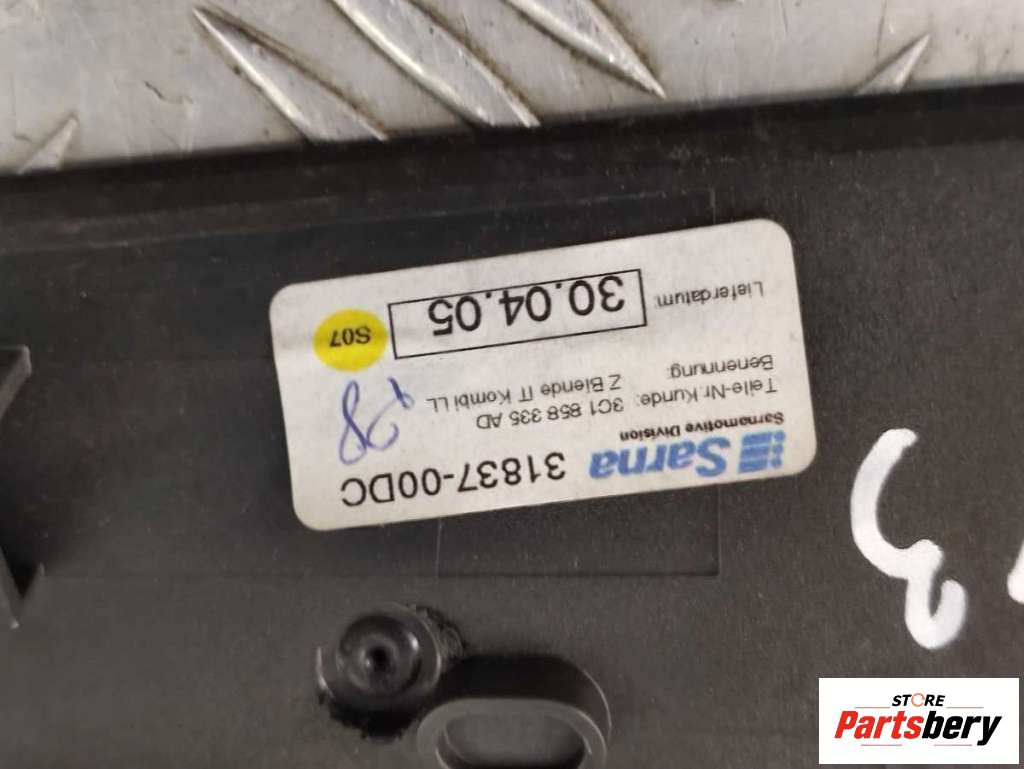 Sarna 31837-00DC
Sarnamotive Division
Teile-Nr Kunde: 3C1 858 335 AD
Benennung: Z Blende IT Kombi LL
Lieferdatum: 30.04.05
S07
3
STORE
Partsbery